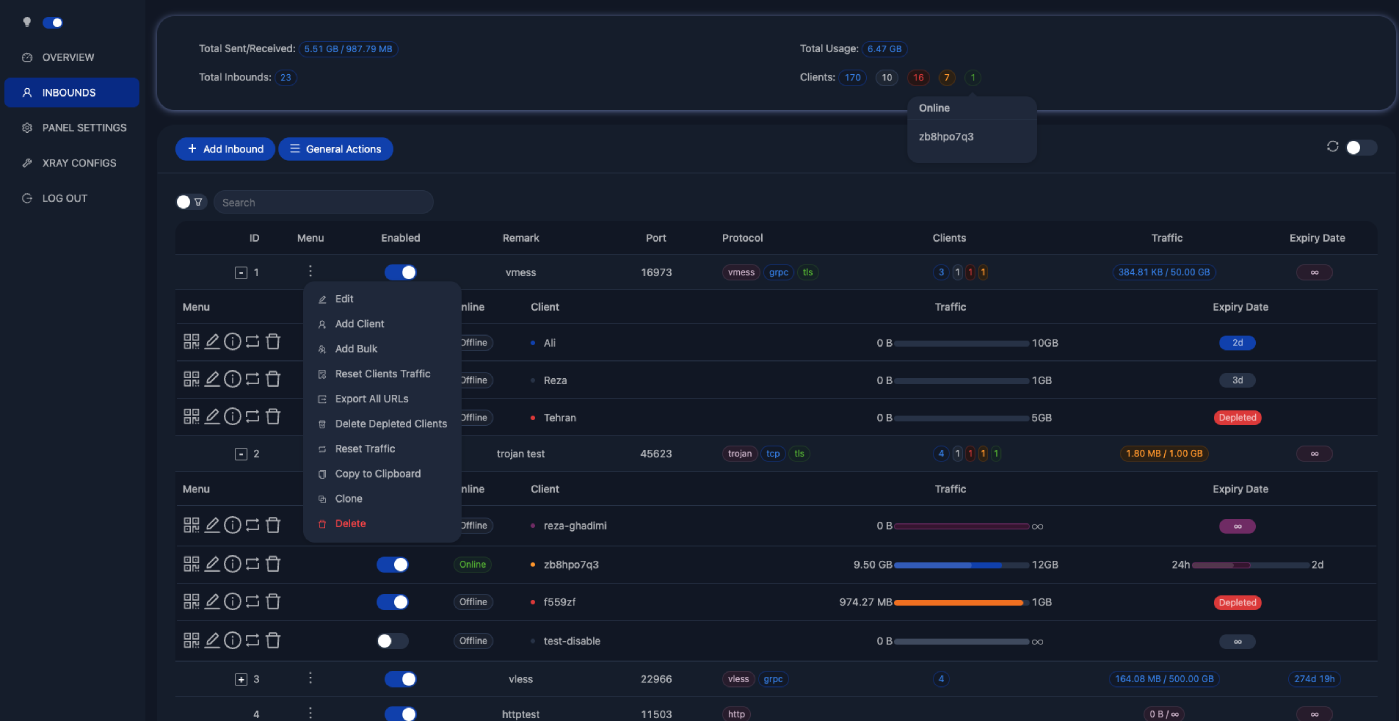 OVERVIEW
INBOUNDS
PANEL SETTINGS
XRAY CONFIGS
LOG OUT
Total Sent/Received: 5.51 GB / 987.79 MB
Total Usage: 6.47 GB
Total Inbounds: 23
Clients: 170 10 16 7 1
Online
zb8hpo7q3
+ Add Inbound General Actions
Search
ID Menu Enabled Remark Port Protocol Clients Traffic Expiry Date
- 1 vmess 16973 vmess grpc tls 3 1 1 1 384.81 KB / 50.00 GB ∞
Edit
Add Client
Add Bulk
Reset Clients Traffic
Export All URLs
Delete Depleted Clients
Reset Traffic
Copy to Clipboard
Clone
Delete
Menu nline Client Traffic Expiry Date
Offline Ali 0 B 10GB 2d
Offline Reza 0 B 1GB 3d
Offline Tehran 0 B 5GB Depleted
- 2 trojan test 45623 trojan tcp tls 4 1 1 1 1 1.80 MB / 1.00 GB ∞
Menu nline Client Traffic Expiry Date
Offline reza-ghadimi 0 B ∞ ∞
Online zb8hpo7q3 9.50 GB 12GB 24h 2d
Offline f559zf 974.27 MB 1GB Depleted
Offline test-disable 0 B ∞ ∞
+ 3 vless 22966 vless grpc 4 164.08 MB / 500.00 GB 274d 19h
4 httptest 11503 http 0 B / ∞ ∞